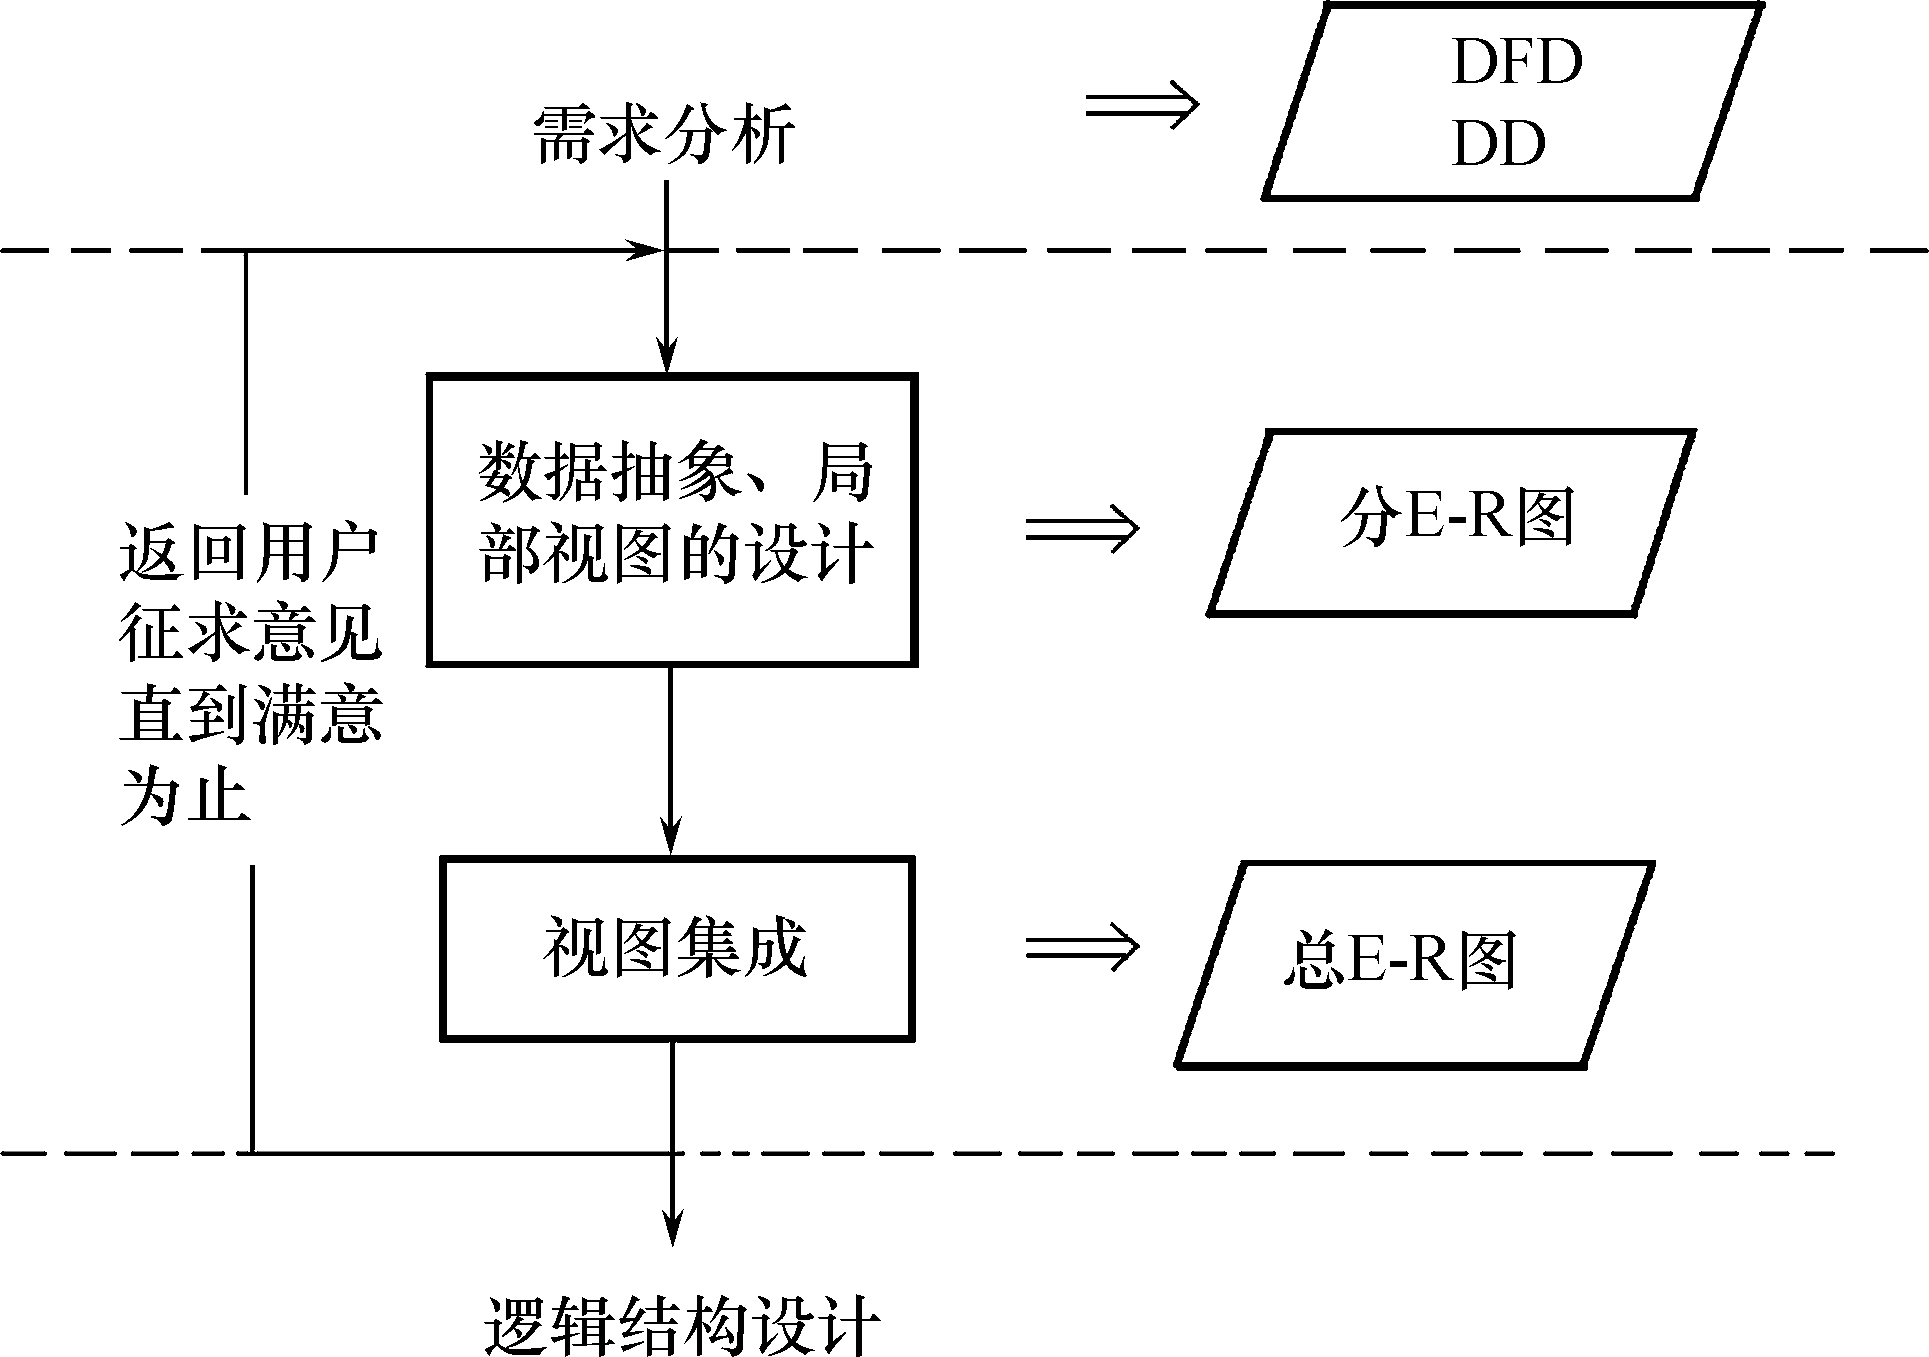 需求分析
DFD
DD
数据抽象、局
部视图的设计
分E-R图
返回用户
征求意见
直到满意
为止
视图集成
总E-R图
逻辑结构设计